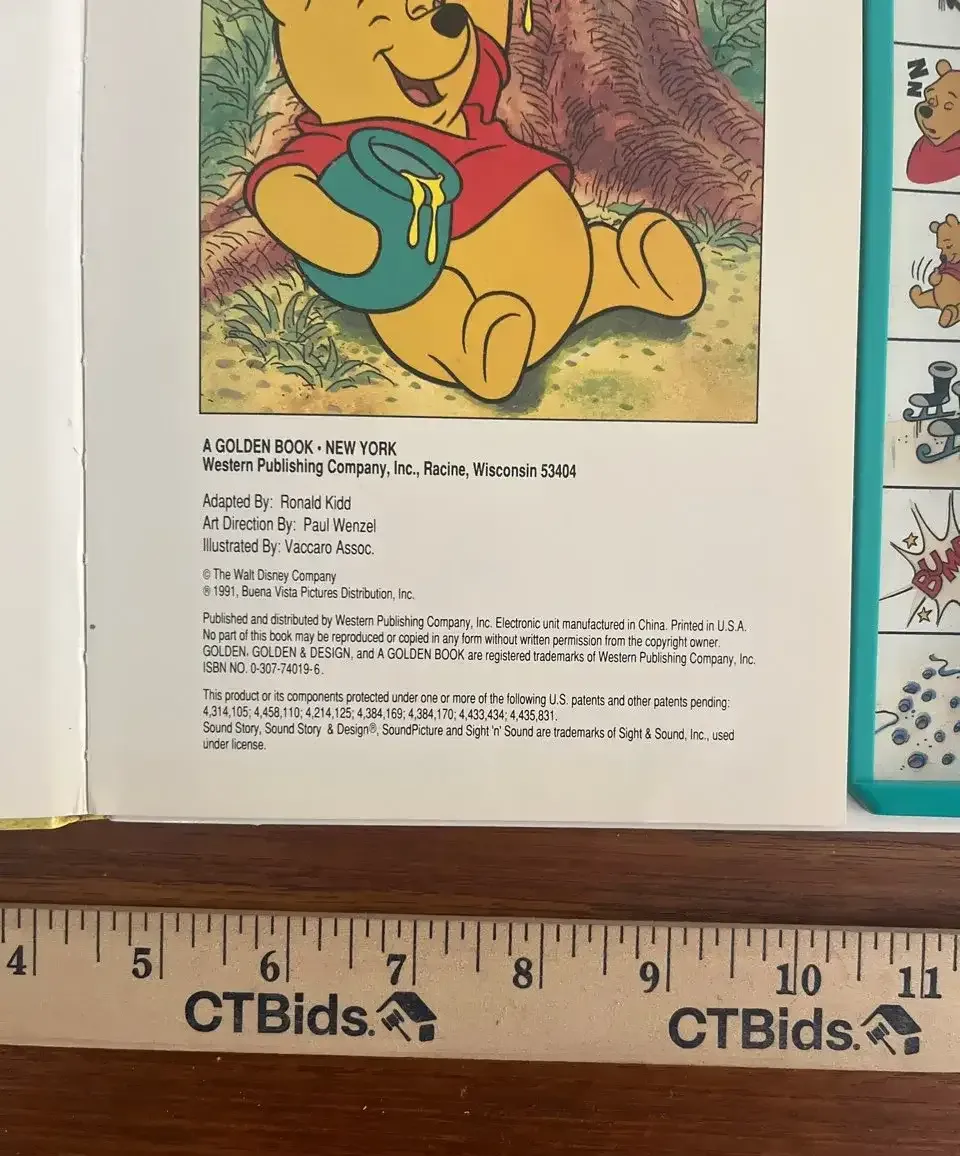 NN
BUMP
A GOLDEN BOOK • NEW YORK
Western Publishing Company, Inc., Racine, Wisconsin 53404
Adapted By: Ronald Kidd
Art Direction By: Paul Wenzel
Illustrated By: Vaccaro Assoc.
© The Walt Disney Company
® 1991, Buena Vista Pictures Distribution, Inc.
Published and distributed by Western Publishing Company, Inc. Electronic unit manufactured in China. Printed in U.S.A.
No part of this book may be reproduced or copied in any form without written permission from the copyright owner.
GOLDEN, GOLDEN & DESIGN, and A GOLDEN BOOK are registered trademarks of Western Publishing Company, Inc.
ISBN NO. 0-307-74019-6.
This product or its components protected under one or more of the following U.S. patents and other patents pending:
4,314,105; 4,458,110; 4,214,125; 4,384,169; 4,384,170; 4,433,434; 4,435,831.
Sound Story, Sound Story & Design®, SoundPicture and Sight 'n' Sound are trademarks of Sight & Sound, Inc., used
under license.
4 5 6 7 8 9 10 11
CTBids. CTBids.